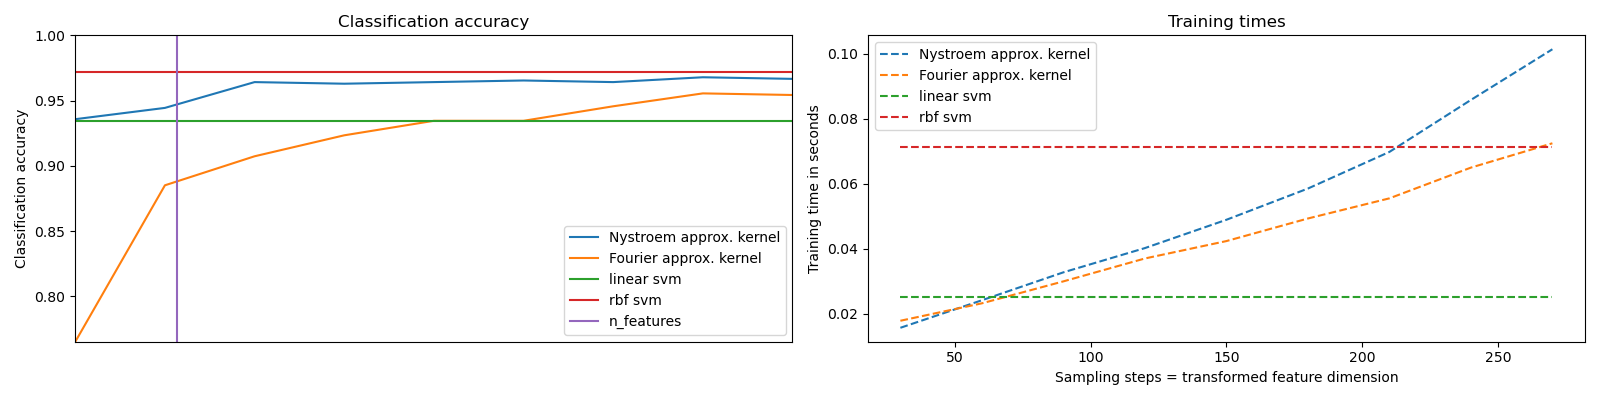 Classification accuracy
1.00
0.95
0.90
0.85
0.80
Classification accuracy
Nystroem approx. kernel
Fourier approx. kernel
linear svm
rbf svm
n_features
Training times
0.10
0.08
0.06
0.04
0.02
Training time in seconds
Nystroem approx. kernel
Fourier approx. kernel
linear svm
rbf svm
50 100 150 200 250
Sampling steps = transformed feature dimension